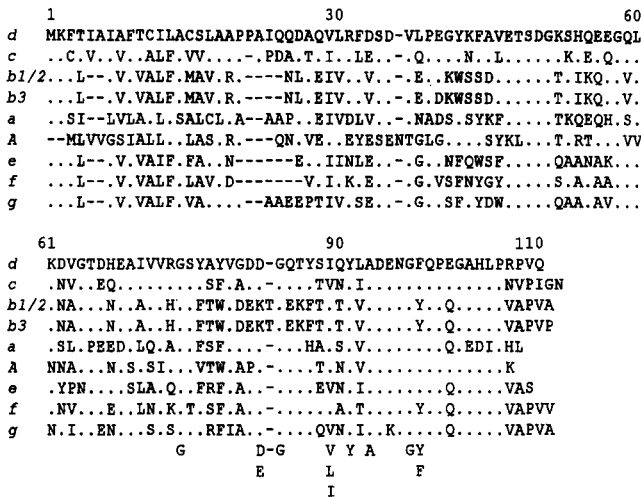 1 30 60
d MKFTIAIAFTCILACSLAAPPAIQQDAQVLRFDSD-VLPEGYKFAVETSDGKSHQEEGQL
c ..C.V..V..ALF.VV....-.PDA.T.I..LE..-.Q....N..L......K.E.Q..
b1/2 ...L--.V.VALF.MAV.R.----NL.EIV...-..-.E..KWSSD......T.IKQ..V.
b3 ...L--.V.VALF.MAV.R.----NL.EIV...-..-.E.DKWSSD......T.IKQ..V.
a ..SI..LVLA.L.SALCL.A-AAP..EIVDLV...-.NADS.SYKF.....TKQEQH.S.
A --MLVVGSIALL..LAS.R...--QN.VE..EYESENTGLG....SYKL...T.RT...VV
e ...L--.V.VAIF.FA..N------E..IINLE..-.G..NFQWSF.....QAANAK...
f ...L--.V.VALF.LAV.D-------V.I.K.E..-.G.VSFNYGY.....S.A.AA...
g ...L--.V.VALF.VA....--AAEEPTIV.SE..-.G..SF.YDW.....QAA.AV...
61 90 110
d KDVGTDHEAIVVRGSYAYVGDD-GQTYSIQYLADENGFQPEGAHLPRPVQ
c .NV...EQ.........SF.A..-.....TVN.I...............NVPIGN
b1/2 .NA...N..A..H..FTW.DEKT.EKFT.T.V.......Y..Q.....VAPVA
b3 .NA...N..A..H..FTW.DEKT.EKFT.T.V.......Y..Q.....VAPVP
a .SL.PEED.LQ.A...FSF....-...HA.S.V..........Q.EDI.HL
A NNA...N.S.SI...VTW.AP..-.....T.V..............K
e .YPN....SLA.Q...FRF.A..-....EVN.I..........Q.....VAS
f .NV...E..LN.K.T.SF.A..-......A.T.....Y..Q.....VAPVV
g N.I..EN...S.S...RFIA..-....QVN.I...K......Q.....VAPVA
G D-G V Y A GY
E L F
I